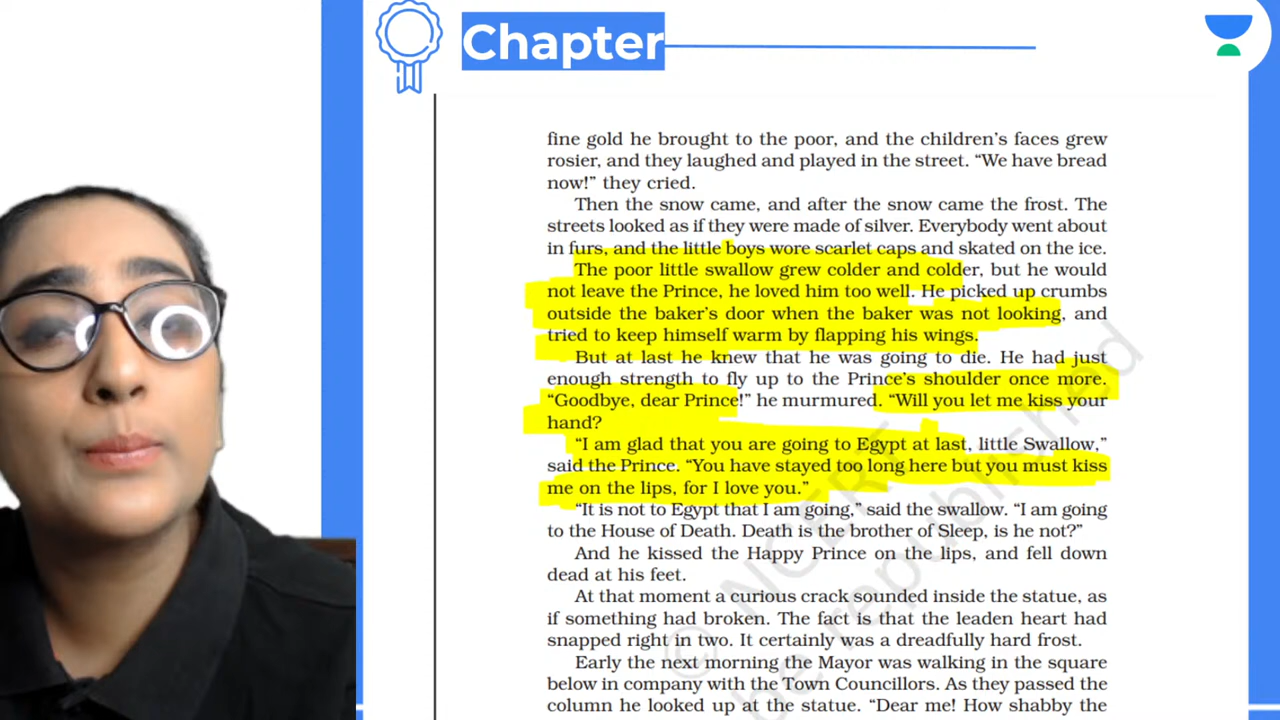 Chapter
fine gold he brought to the poor, and the children's faces grew
rosier, and they laughed and played in the street. “We have bread
now!” they cried.
Then the snow came, and after the snow came the frost. The
streets looked as if they were made of silver. Everybody went about
in furs, and the little boys wore scarlet caps and skated on the ice.
The poor little swallow grew colder and colder, but he would
not leave the Prince, he loved him too well. He picked up crumbs
outside the baker's door when the baker was not looking, and
tried to keep himself warm by flapping his wings.
But at last he knew that he was going to die. He had just
enough strength to fly up to the Prince's shoulder once more.
“Goodbye, dear Prince!” he murmured. “Will you let me kiss your
hand?
“I am glad that you are going to Egypt at last, little Swallow,”
said the Prince. “You have stayed too long here but you must kiss
me on the lips, for I love you.”
“It is not to Egypt that I am going,” said the swallow. “I am going
to the House of Death. Death is the brother of Sleep, is he not?”
And he kissed the Happy Prince on the lips, and fell down
dead at his feet.
At that moment a curious crack sounded inside the statue, as
if something had broken. The fact is that the leaden heart had
snapped right in two. It certainly was a dreadfully hard frost.
Early the next morning the Mayor was walking in the square
below in company with the Town Councillors. As they passed the
column he looked up at the statue. “Dear me! How shabby the
© NCERT
be republished